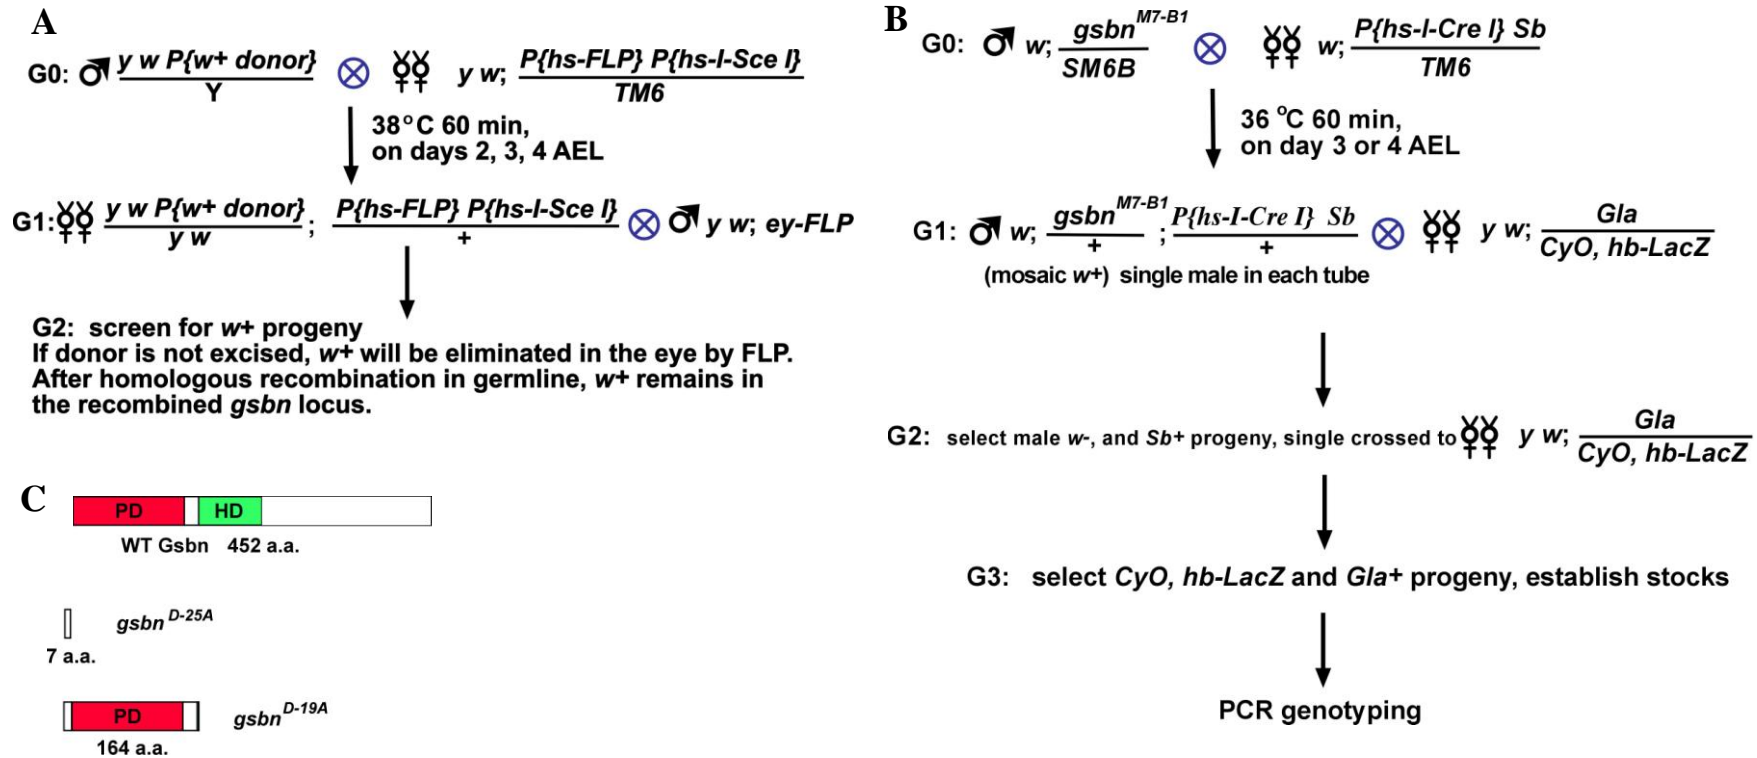 A
G0: ♂ y w P{w+ donor} ⊗ ☿☿ y w; P{hs-FLP} P{hs-I-Sce I}
Y TM6
38°C 60 min,
on days 2, 3, 4 AEL
G1: y w P{w+ donor} ; P{hs-FLP} P{hs-I-Sce I} ⊗ ♂ y w; ey-FLP
y w +
G2: screen for w+ progeny
If donor is not excised, w+ will be eliminated in the eye by FLP.
After homologous recombination in germline, w+ remains in
the recombined gsbn locus.
B
G0: ♂ w; gsbn M7-B1 ⊗ w; P{hs-I-Cre I} Sb
SM6B TM6
36 °C 60 min,
on day 3 or 4 AEL
G1: ♂ w; gsbn M7-B1 ; P{hs-I-Cre I} Sb ⊗ y w; Gla
+ + CyO, hb-LacZ
(mosaic w+) single male in each tube
G2: select male w-, and Sb+ progeny, single crossed to y w; Gla
CyO, hb-LacZ
G3: select CyO, hb-LacZ and Gla+ progeny, establish stocks
PCR genotyping
C
PD HD
WT Gsbn 452 a.a.
gsbn D-25A
7 a.a.
PD gsbn D-19A
164 a.a.